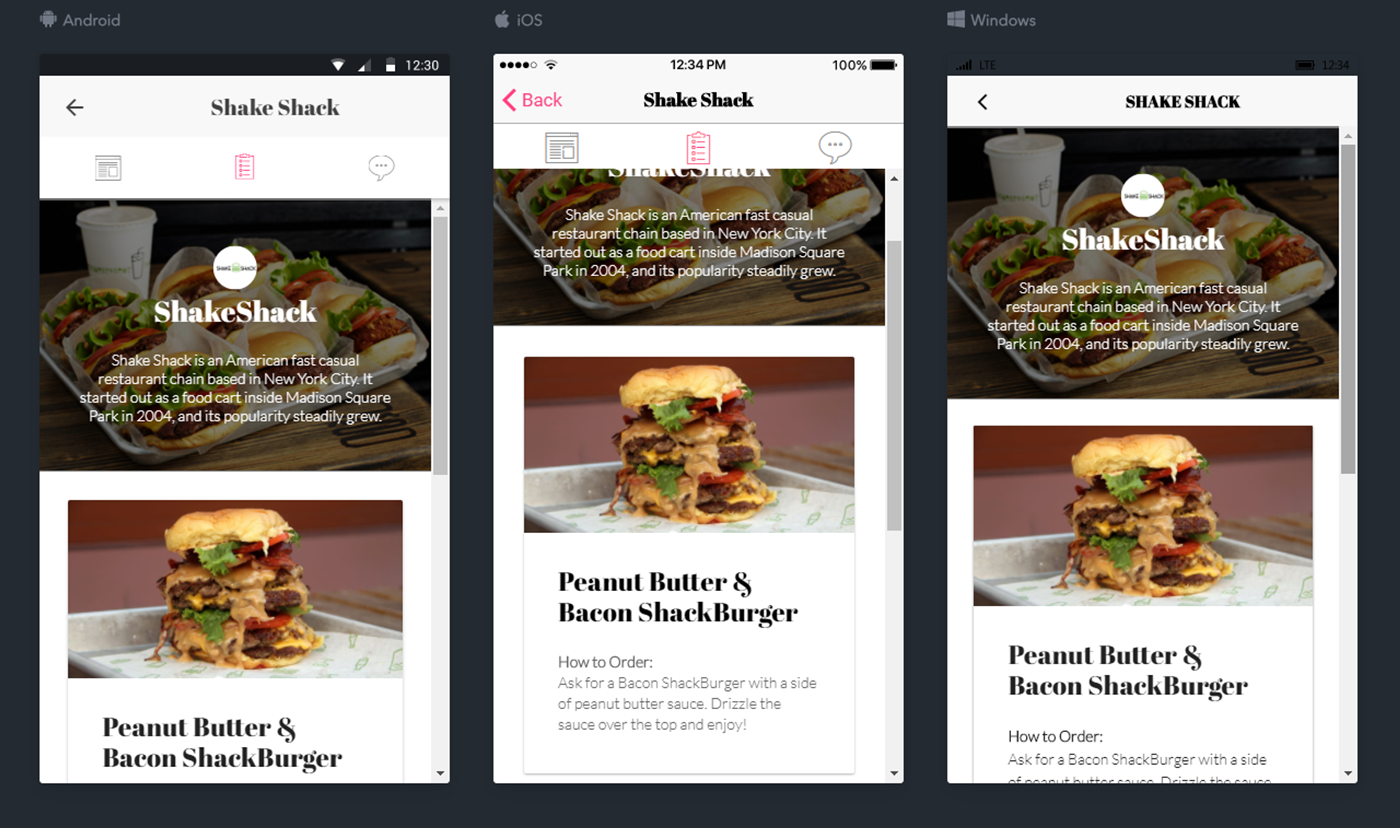 Android
12:30
Shake Shack
SHAKE SHACK
ShakeShack
Shake Shack is an American fast casual
restaurant chain based in New York City. It
started out as a food cart inside Madison Square
Park in 2004, and its popularity steadily grew.
Peanut Butter &
Bacon ShackBurger
iOS
12:34 PM
100%
Back
Shake Shack
ShakeShack
Shake Shack is an American fast casual
restaurant chain based in New York City. It
started out as a food cart inside Madison Square
Park in 2004, and its popularity steadily grew.
Peanut Butter &
Bacon ShackBurger
How to Order:
Ask for a Bacon ShackBurger with a side
of peanut butter sauce. Drizzle the
sauce over the top and enjoy!
Windows
LTE
12:34
SHAKE SHACK
SHAKE SHACK
ShakeShack
Shake Shack is an American fast casual
restaurant chain based in New York City. It
started out as a food cart inside Madison Square
Park in 2004, and its popularity steadily grew.
Peanut Butter &
Bacon ShackBurger
How to Order:
Ask for a Bacon ShackBurger with a side
of peanut butter sauce. Drizzle the sauce